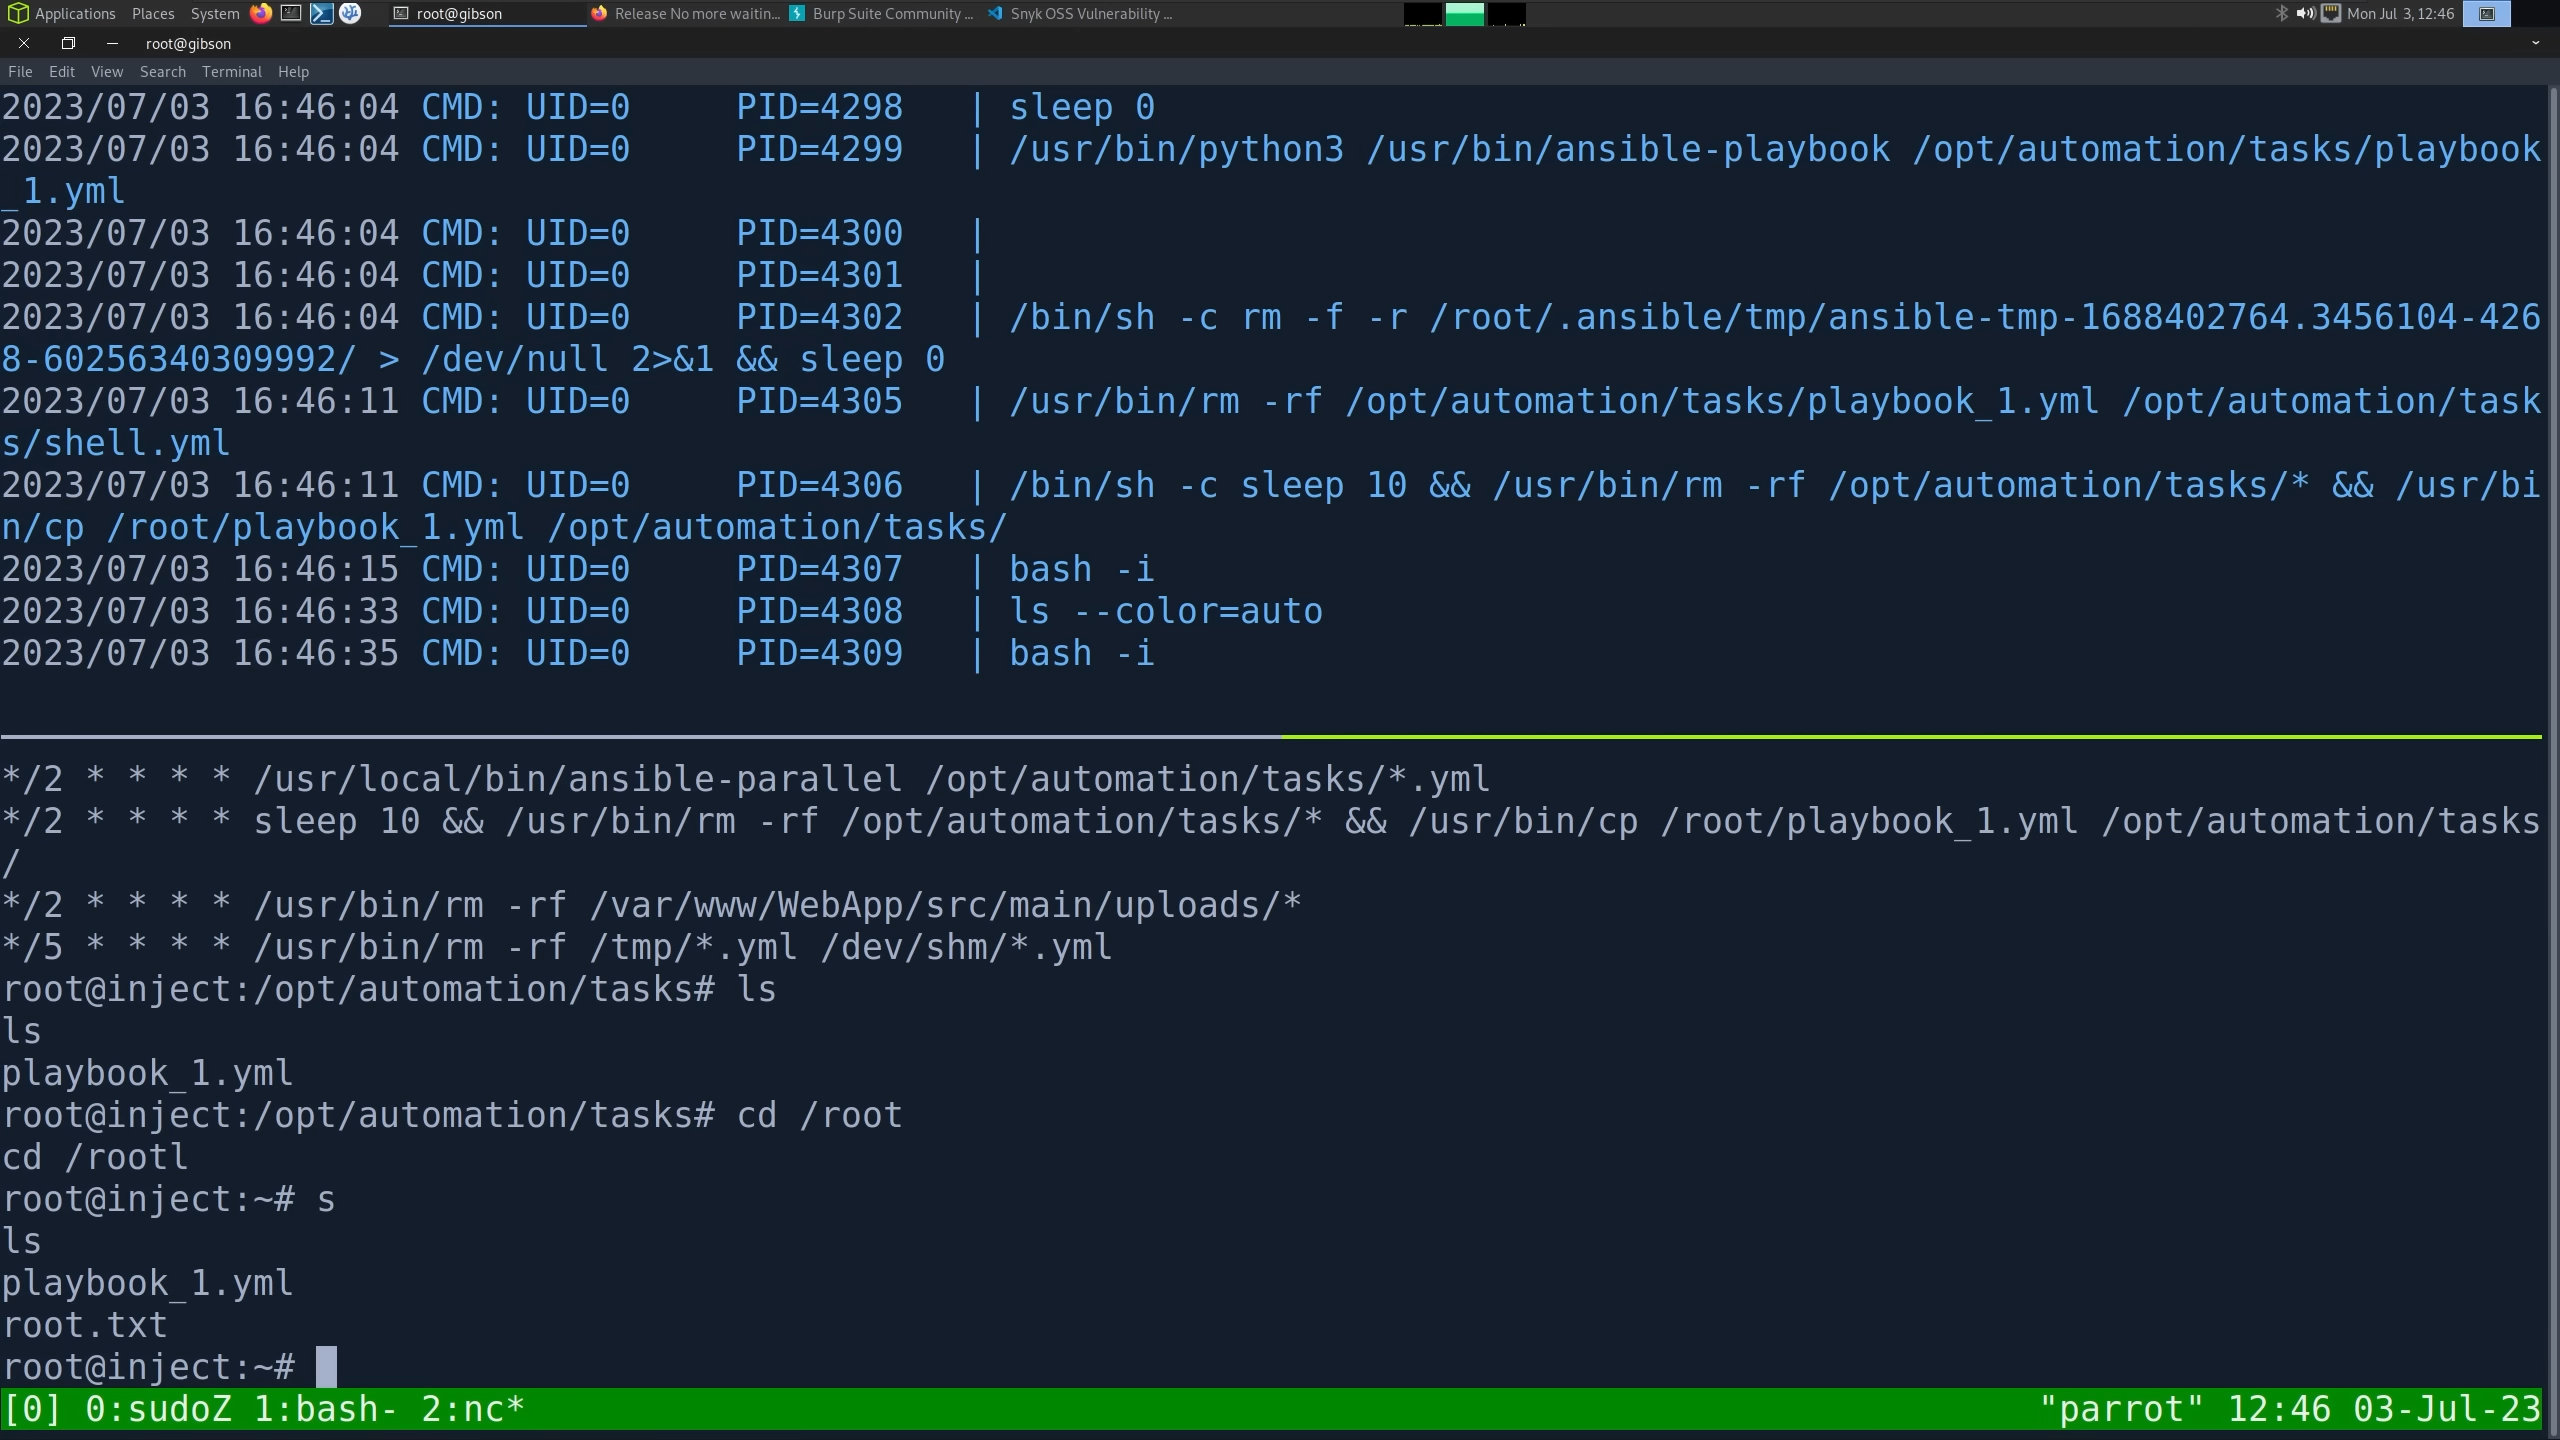 Applications Places System root@gibson Release No more waitin... Burp Suite Community ... Snyk OSS Vulnerability ... Mon Jul 3, 12:46
root@gibson
File Edit View Search Terminal Help
2023/07/03 16:46:04 CMD: UID=0     PID=4298   | sleep 0
2023/07/03 16:46:04 CMD: UID=0     PID=4299   | /usr/bin/python3 /usr/bin/ansible-playbook /opt/automation/tasks/playbook
_1.yml
2023/07/03 16:46:04 CMD: UID=0     PID=4300   |
2023/07/03 16:46:04 CMD: UID=0     PID=4301   |
2023/07/03 16:46:04 CMD: UID=0     PID=4302   | /bin/sh -c rm -f -r /root/.ansible/tmp/ansible-tmp-1688402764.3456104-426
8-60256340309992/ > /dev/null 2>&1 && sleep 0
2023/07/03 16:46:11 CMD: UID=0     PID=4305   | /usr/bin/rm -rf /opt/automation/tasks/playbook_1.yml /opt/automation/task
s/shell.yml
2023/07/03 16:46:11 CMD: UID=0     PID=4306   | /bin/sh -c sleep 10 && /usr/bin/rm -rf /opt/automation/tasks/* && /usr/bi
n/cp /root/playbook_1.yml /opt/automation/tasks/
2023/07/03 16:46:15 CMD: UID=0     PID=4307   | bash -i
2023/07/03 16:46:33 CMD: UID=0     PID=4308   | ls --color=auto
2023/07/03 16:46:35 CMD: UID=0     PID=4309   | bash -i
*/2 * * * * /usr/local/bin/ansible-parallel /opt/automation/tasks/*.yml
*/2 * * * * sleep 10 && /usr/bin/rm -rf /opt/automation/tasks/* && /usr/bin/cp /root/playbook_1.yml /opt/automation/tasks
/
*/2 * * * * /usr/bin/rm -rf /var/www/WebApp/src/main/uploads/*
*/5 * * * * /usr/bin/rm -rf /tmp/*.yml /dev/shm/*.yml
root@inject:/opt/automation/tasks# ls
ls
playbook_1.yml
root@inject:/opt/automation/tasks# cd /root
cd /rootl
root@inject:~# s
ls
playbook_1.yml
root.txt
root@inject:~#
[0] 0:sudoZ 1:bash- 2:nc* "parrot" 12:46 03-Jul-23